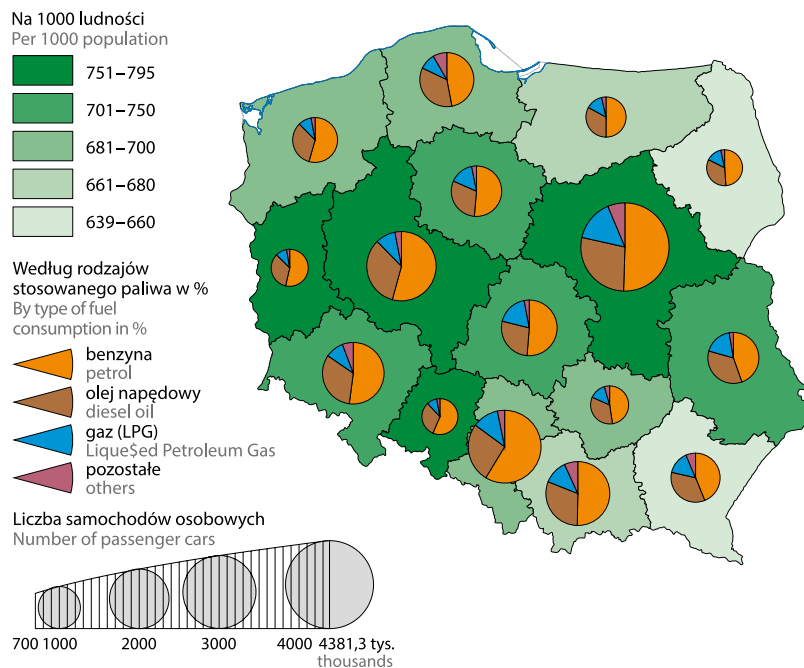 Na 1000 ludności
Per 1000 population
751–795
701–750
681–700
661–680
639–660
Według rodzajów
stosowanego paliwa w %
By type of fuel
consumption in %
benzyna
petrol
olej napędowy
diesel oil
gaz (LPG)
Lique$ed Petroleum Gas
pozostałe
others
Liczba samochodów osobowych
Number of passenger cars
700 1000 2000 3000 4000 4381,3 tys.
thousands